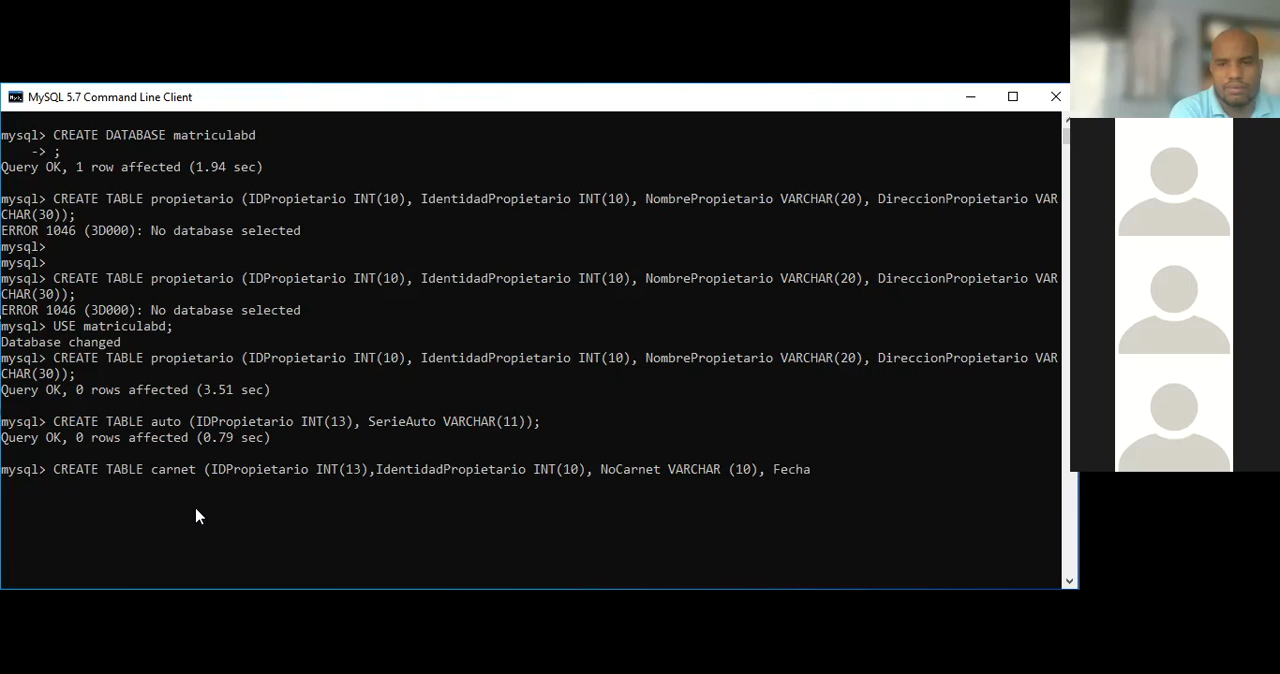 MySQL 5.7 Command Line Client
mysql> CREATE DATABASE matriculabd
    -> ;
Query OK, 1 row affected (1.94 sec)
mysql> CREATE TABLE propietario (IDPropietario INT(10), IdentidadPropietario INT(10), NombrePropietario VARCHAR(20), DireccionPropietario VAR
CHAR(30));
ERROR 1046 (3D000): No database selected
mysql>
mysql>
mysql> CREATE TABLE propietario (IDPropietario INT(10), IdentidadPropietario INT(10), NombrePropietario VARCHAR(20), DireccionPropietario VAR
CHAR(30));
ERROR 1046 (3D000): No database selected
mysql> USE matriculabd;
Database changed
mysql> CREATE TABLE propietario (IDPropietario INT(10), IdentidadPropietario INT(10), NombrePropietario VARCHAR(20), DireccionPropietario VAR
CHAR(30));
Query OK, 0 rows affected (3.51 sec)
mysql> CREATE TABLE auto (IDPropietario INT(13), SerieAuto VARCHAR(11));
Query OK, 0 rows affected (0.79 sec)
mysql> CREATE TABLE carnet (IDPropietario INT(13),IdentidadPropietario INT(10), NoCarnet VARCHAR (10), Fecha